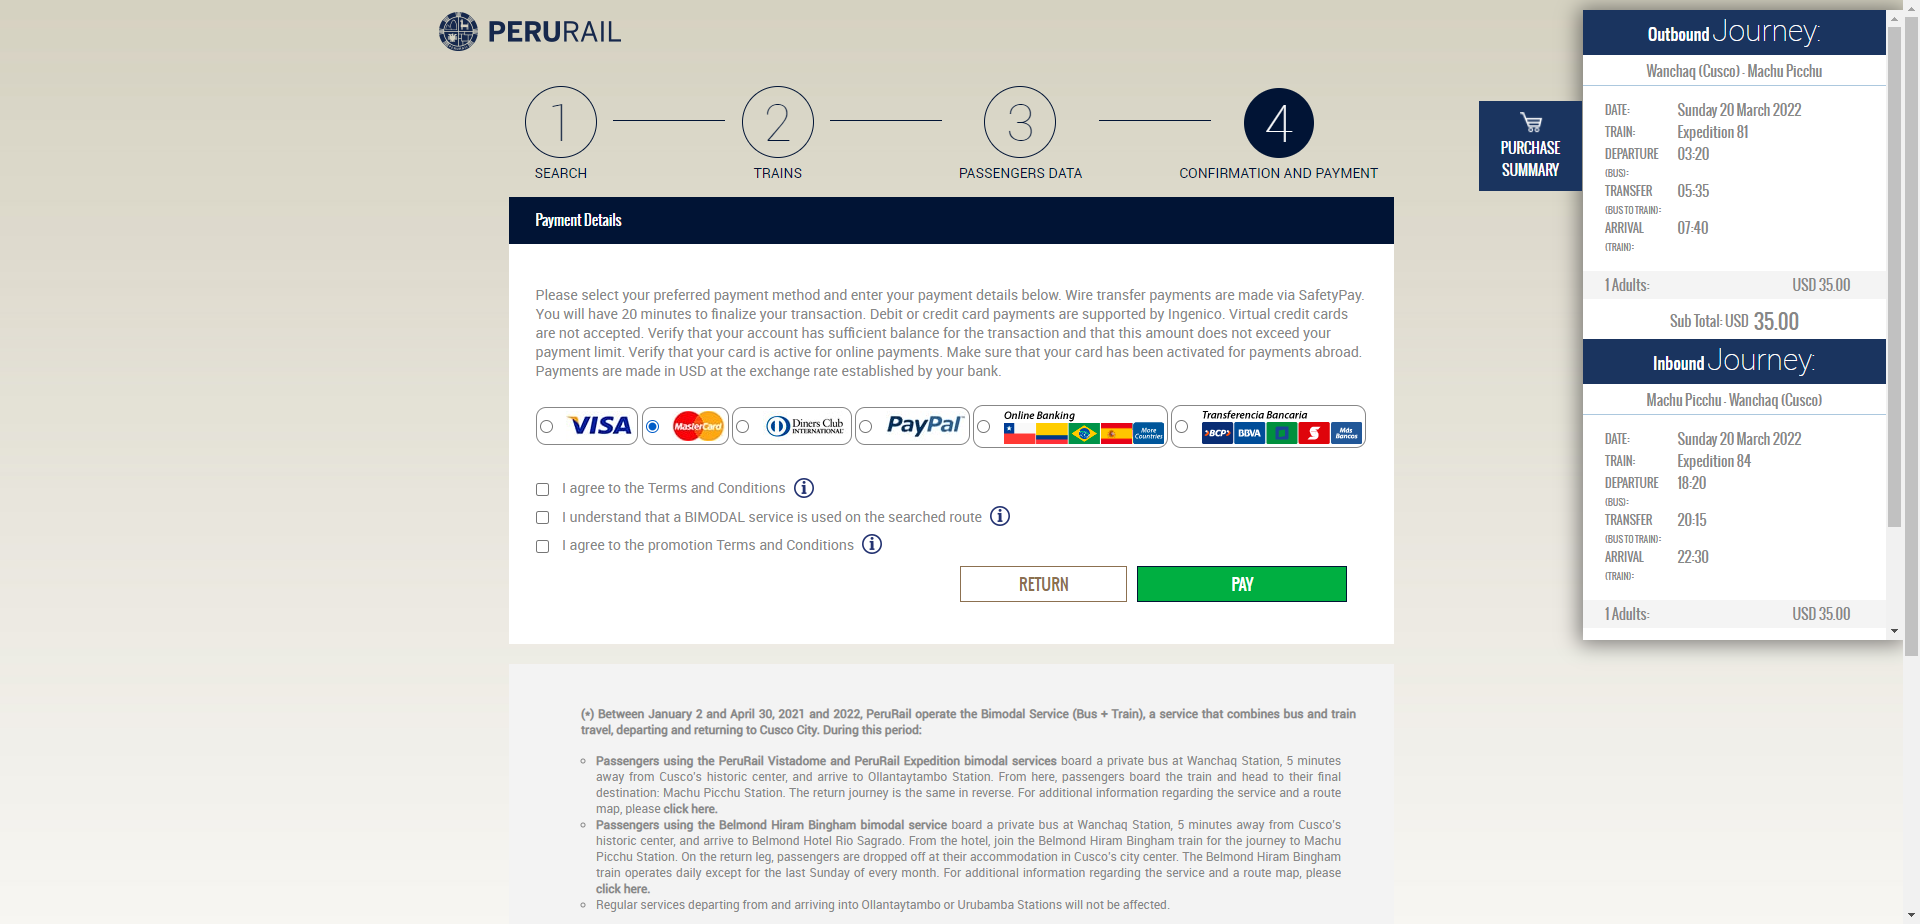 PERURAIL
1
2
3
4
SEARCH
TRAINS
PASSENGERS DATA
CONFIRMATION AND PAYMENT
PURCHASE
SUMMARY
Payment Details
Please select your preferred payment method and enter your payment details below. Wire transfer payments are made via SafetyPay.
You will have 20 minutes to finalize your transaction. Debit or credit card payments are supported by Ingenico. Virtual credit cards
are not accepted. Verify that your account has sufficient balance for the transaction and that this amount does not exceed your
payment limit. Verify that your card is active for online payments. Make sure that your card has been activated for payments abroad.
Payments are made in USD at the exchange rate established by your bank.
VISA
MasterCard
Diners Club
INTERNATIONAL
PayPal
Online Banking
More
Countries
Transferencia Bancaria
BCP
BBVA
Más
Bancos
I agree to the Terms and Conditions
I understand that a BIMODAL service is used on the searched route
I agree to the promotion Terms and Conditions
RETURN
PAY
(*) Between January 2 and April 30, 2021 and 2022, PeruRail operate the Bimodal Service (Bus + Train), a service that combines bus and train
travel, departing and returning to Cusco City. During this period:
Passengers using the PeruRail Vistadome and PeruRail Expedition bimodal services board a private bus at Wanchaq Station, 5 minutes
away from Cusco's historic center, and arrive to Ollantaytambo Station. From here, passengers board the train and head to their final
destination: Machu Picchu Station. The return journey is the same in reverse. For additional information regarding the service and a route
map, please click here.
Passengers using the Belmond Hiram Bingham bimodal service board a private bus at Wanchaq Station, 5 minutes away from Cusco's
historic center, and arrive to Belmond Hotel Rio Sagrado. From the hotel, join the Belmond Hiram Bingham train for the journey to Machu
Picchu Station. On the return leg, passengers are dropped off at their accommodation in Cusco's city center. The Belmond Hiram Bingham
train operates daily except for the last Sunday of every month. For additional information regarding the service and a route map, please
click here.
Regular services departing from and arriving into Ollantaytambo or Urubamba Stations will not be affected.
Outbound Journey:
Wanchaq (Cusco) - Machu Picchu
DATE: Sunday 20 March 2022
TRAIN: Expedition 81
DEPARTURE 03:20
(BUS):
TRANSFER 05:35
(BUS TO TRAIN):
ARRIVAL 07:40
(TRAIN):
1 Adults: USD 35.00
Sub Total: USD 35.00
Inbound Journey:
Machu Picchu - Wanchaq (Cusco)
DATE: Sunday 20 March 2022
TRAIN: Expedition 84
DEPARTURE 18:20
(BUS):
TRANSFER 20:15
(BUS TO TRAIN):
ARRIVAL 22:30
(TRAIN):
1 Adults: USD 35.00